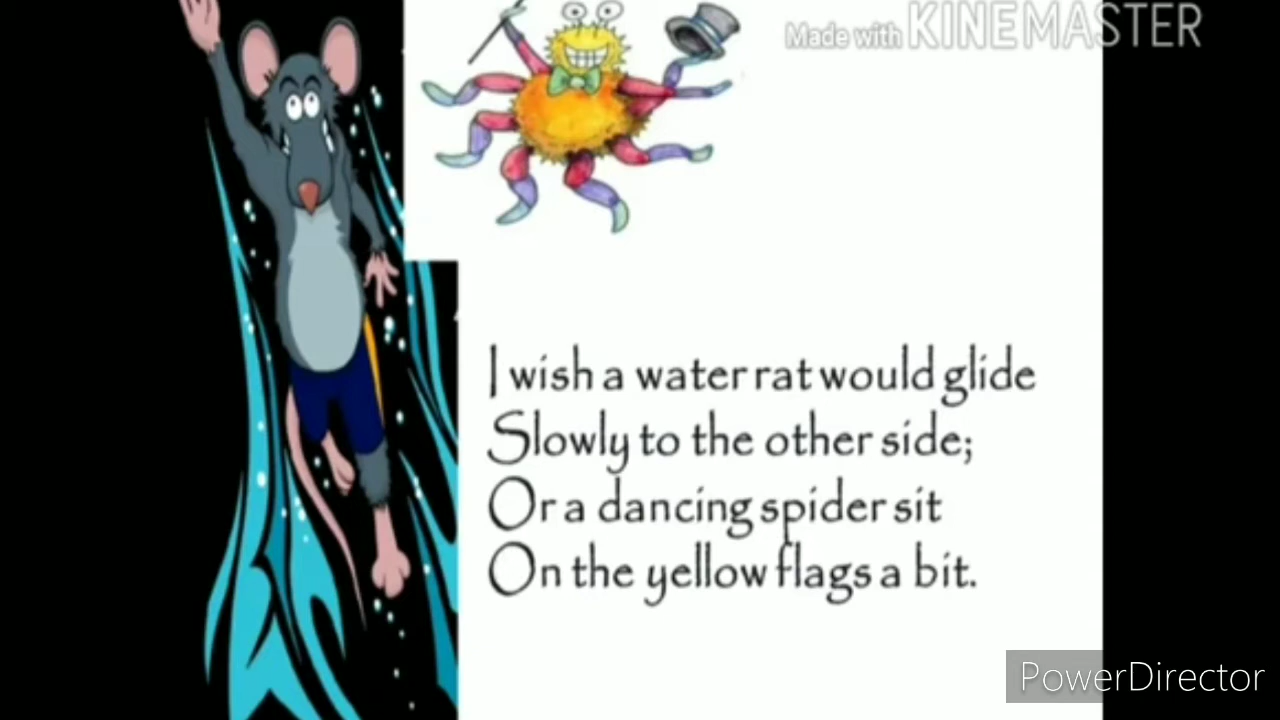 Made with KINEMASTER
I wish a water rat would glide
Slowly to the other side;
Or a dancing spider sit
On the yellow flags a bit.
PowerDirector